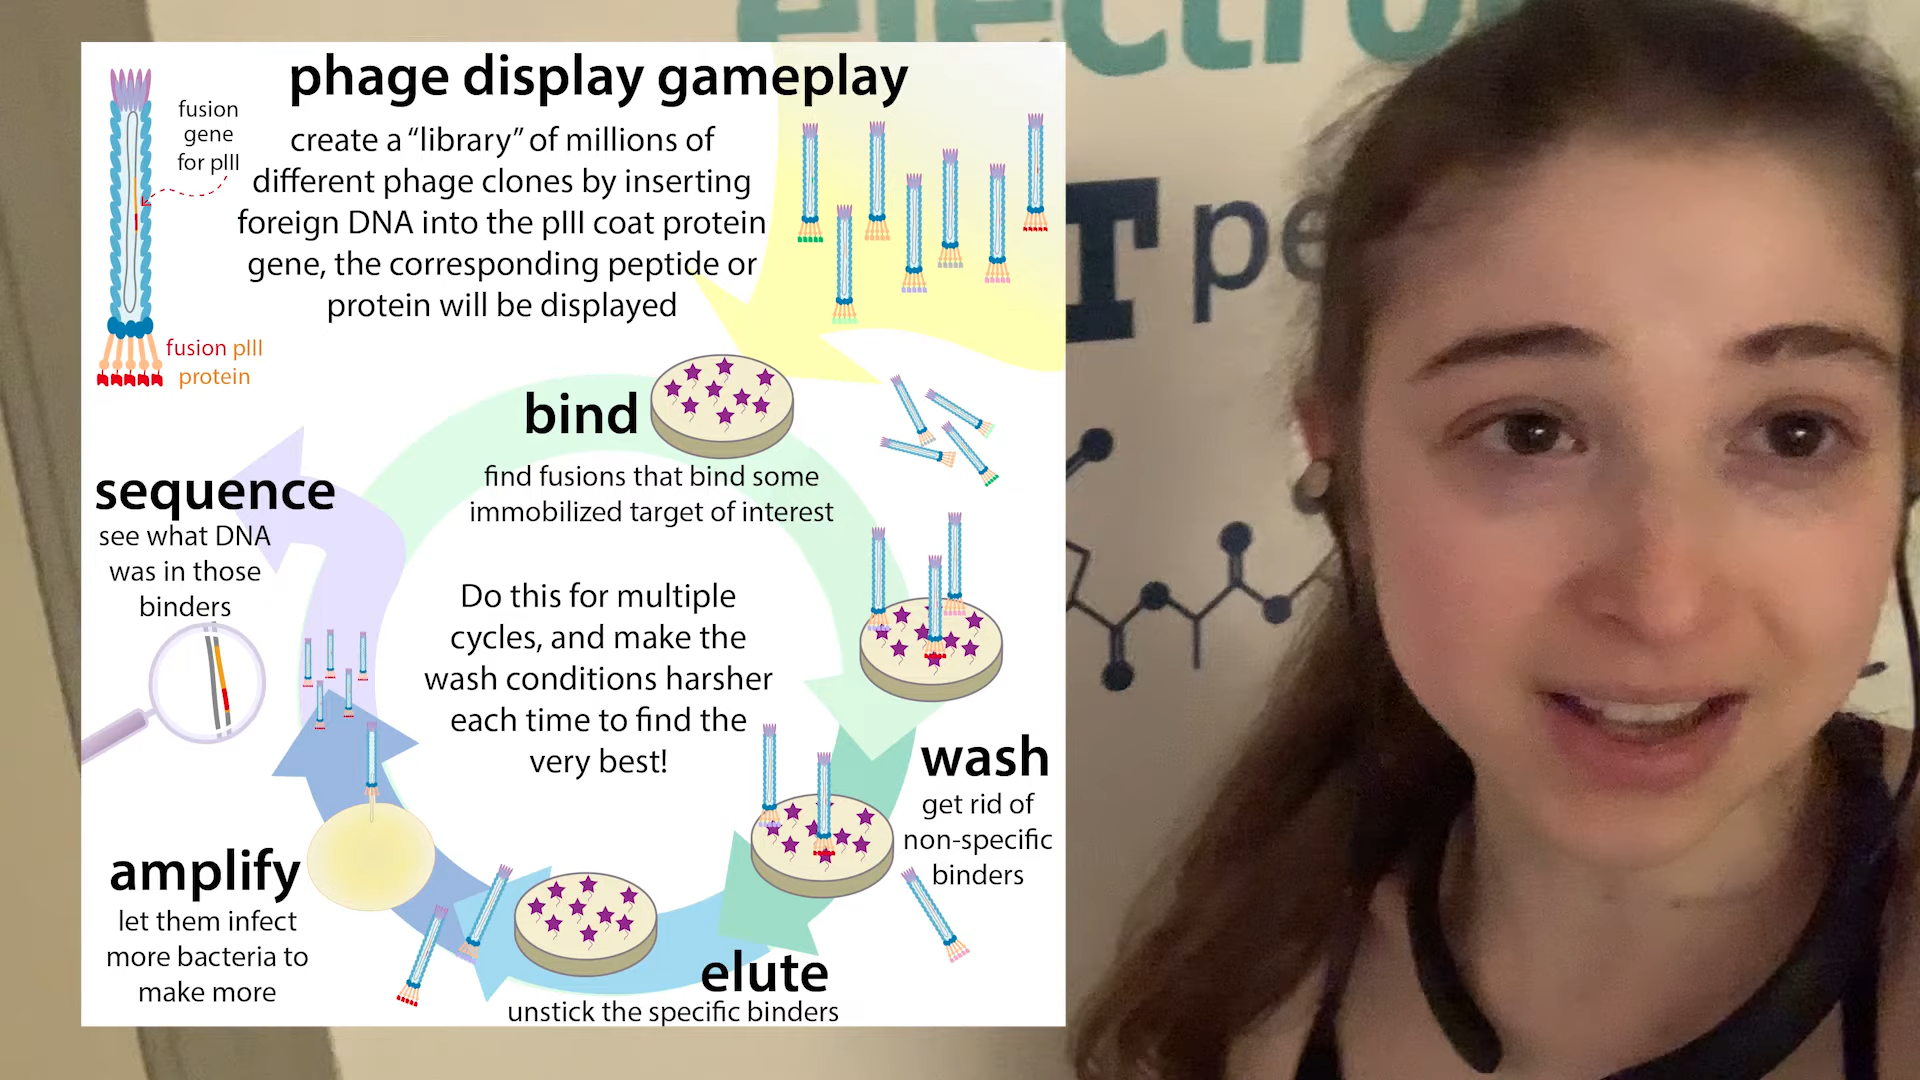 electro
phage display gameplay
fusion
gene
for pIII
create a “library” of millions of
different phage clones by inserting
foreign DNA into the pIII coat protein
gene, the corresponding peptide or
protein will be displayed
fusion pIII
protein
T pe
bind
find fusions that bind some
immobilized target of interest
sequence
see what DNA
was in those
binders
Do this for multiple
cycles, and make the
wash conditions harsher
each time to find the
very best!
wash
get rid of
non-specific
binders
amplify
let them infect
more bacteria to
make more
elute
unstick the specific binders